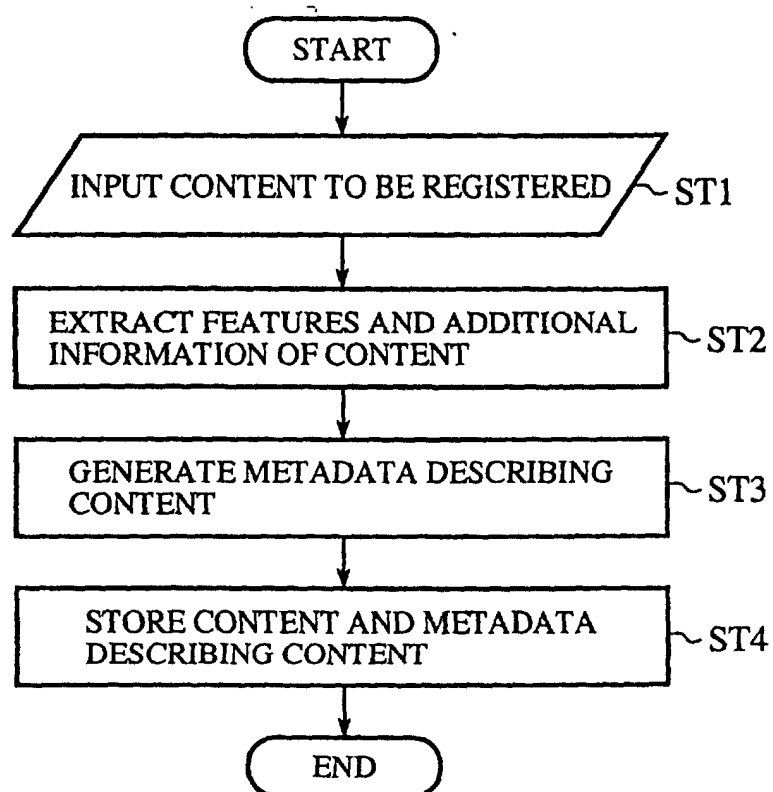 START
INPUT CONTENT TO BE REGISTERED
ST1
EXTRACT FEATURES AND ADDITIONAL
INFORMATION OF CONTENT
ST2
GENERATE METADATA DESCRIBING
CONTENT
ST3
STORE CONTENT AND METADATA
DESCRIBING CONTENT
ST4
END